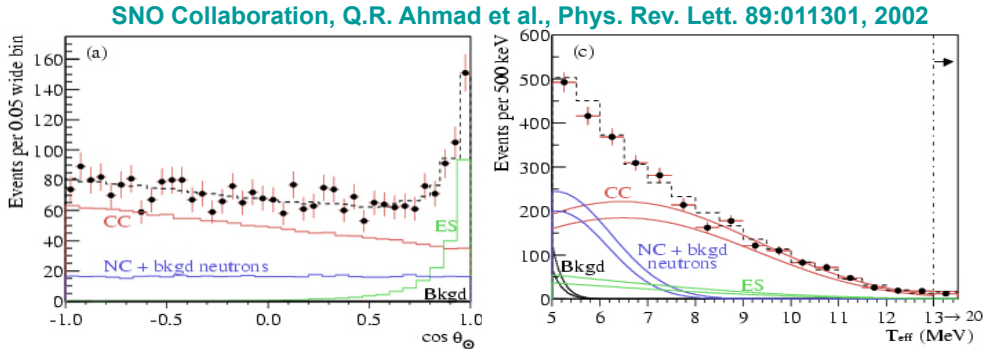 SNO Collaboration, Q.R. Ahmad et al., Phys. Rev. Lett. 89:011301, 2002
(a)
Events per 0.05 wide bin
160
140
120
100
80
60
40
20
0
CC
ES
NC + bkgd neutrons
Bkgd
-1.0
-0.5
0.0
0.5
1.0
cos θ⊙
(c)
Events per 500 keV
600
500
400
300
200
100
0
CC
NC + bkgd
neutrons
Bkgd
ES
5
6
7
8
9
10
11
12
13→ 20
Teff (MeV)